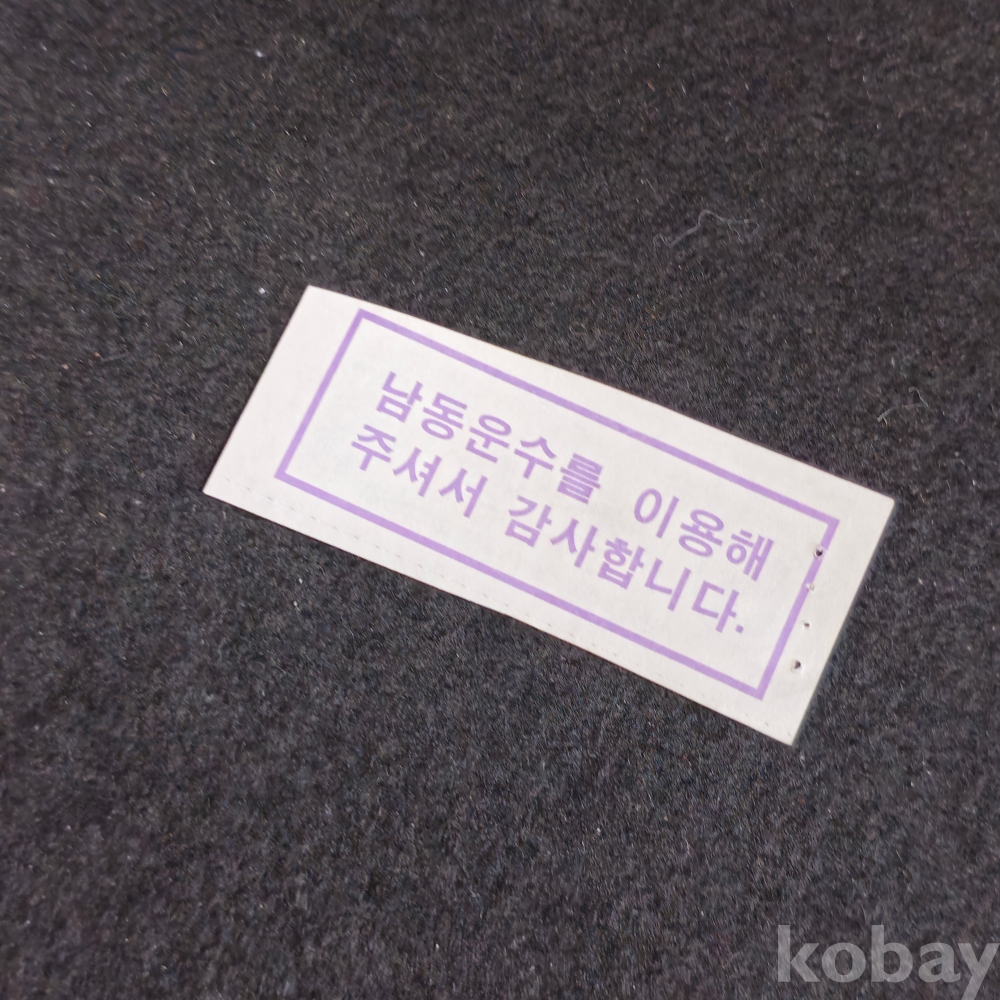 남동운수를 이용해
주셔서 감사합니다.
kobay